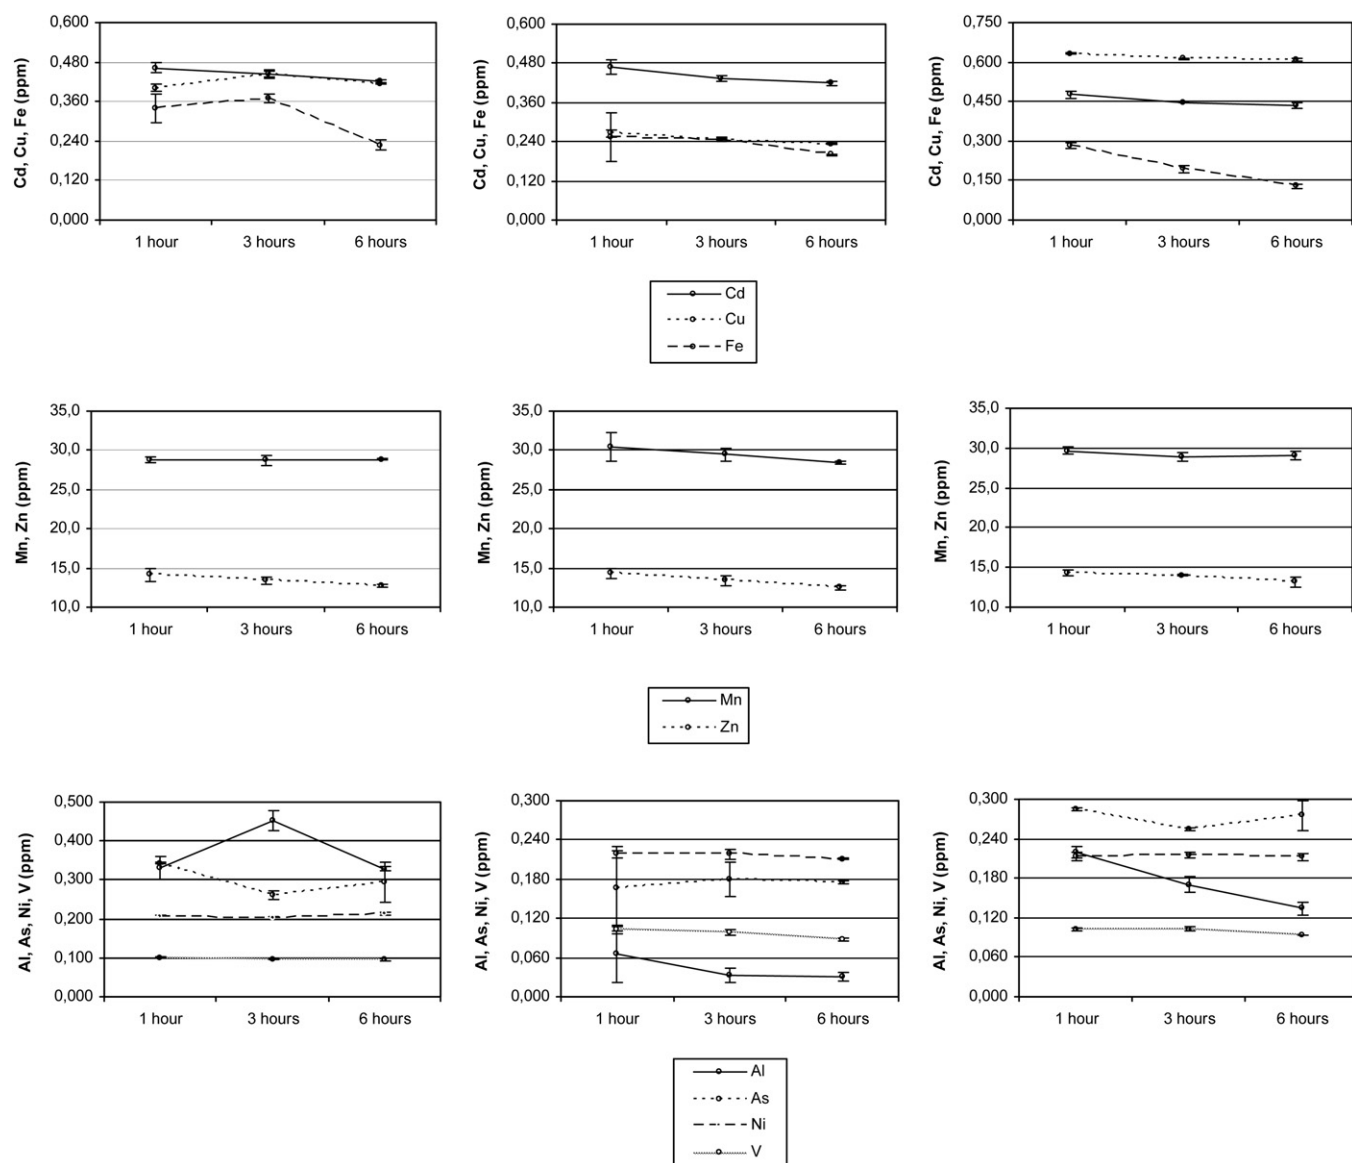 Cd, Cu, Fe (ppm)
0,600
0,480
0,360
0,240
0,120
0,000
1 hour 3 hours 6 hours
Cd, Cu, Fe (ppm)
0,600
0,480
0,360
0,240
0,120
0,000
1 hour 3 hours 6 hours
Cd, Cu, Fe (ppm)
0,750
0,600
0,450
0,300
0,150
0,000
1 hour 3 hours 6 hours
Cd
Cu
Fe
Mn, Zn (ppm)
35,0
30,0
25,0
20,0
15,0
10,0
1 hour 3 hours 6 hours
Mn, Zn (ppm)
35,0
30,0
25,0
20,0
15,0
10,0
1 hour 3 hours 6 hours
Mn, Zn (ppm)
35,0
30,0
25,0
20,0
15,0
10,0
1 hour 3 hours 6 hours
Mn
Zn
Al, As, Ni, V (ppm)
0,500
0,400
0,300
0,200
0,100
0,000
1 hour 3 hours 6 hours
Al, As, Ni, V (ppm)
0,300
0,240
0,180
0,120
0,060
0,000
1 hour 3 hours 6 hours
Al, As, Ni, V (ppm)
0,300
0,240
0,180
0,120
0,060
0,000
1 hour 3 hours 6 hours
Al
As
Ni
V